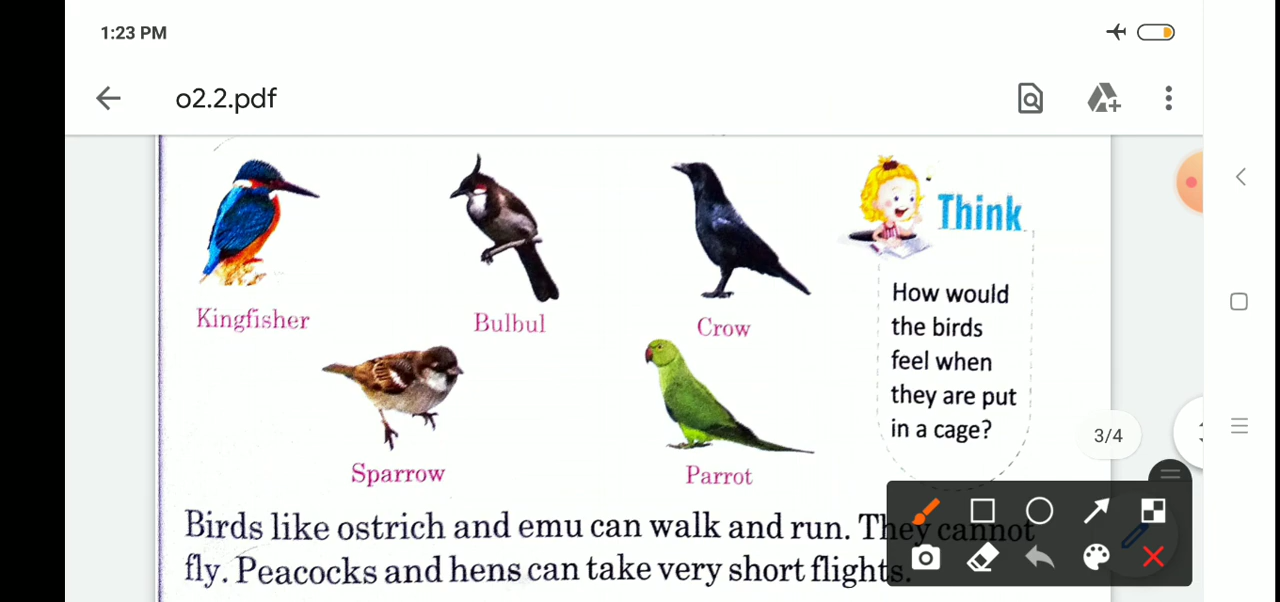 1:23 PM
o2.2.pdf
Kingfisher
Bulbul
Crow
Think
How would
the birds
feel when
they are put
in a cage?
Sparrow
Parrot
3/4
Birds like ostrich and emu can walk and run. They cannot
fly. Peacocks and hens can take very short flights.